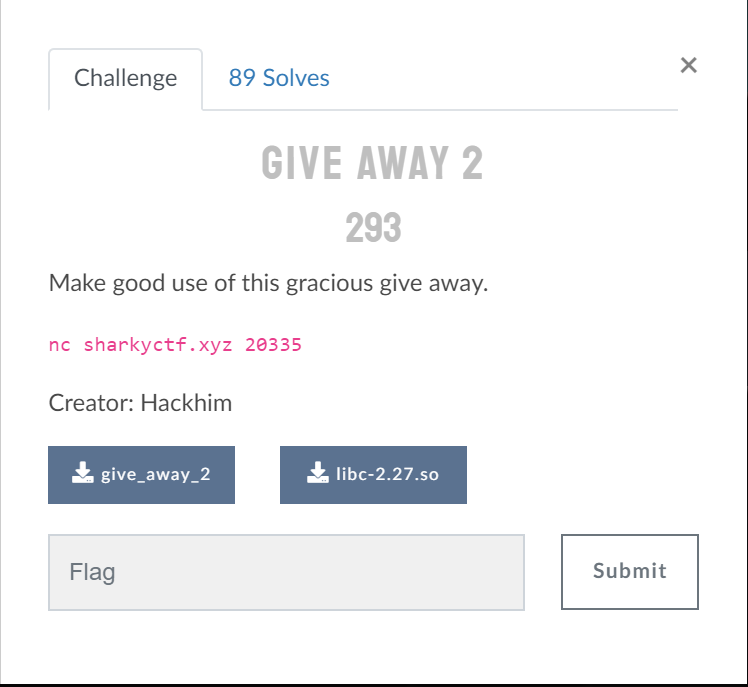 Challenge
89 Solves
×
GIVE AWAY 2
293
Make good use of this gracious give away.
nc sharkyctf.xyz 20335
Creator: Hackhim
give_away_2
libc-2.27.so
Flag
Submit